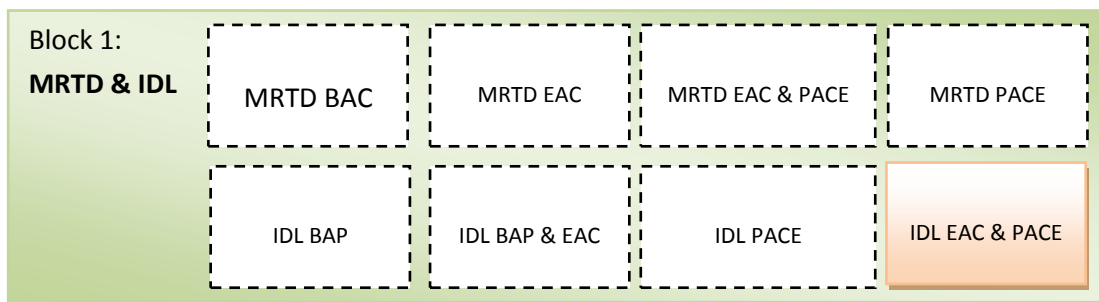 Block 1:
MRTD & IDL
MRTD BAC
MRTD EAC
MRTD EAC & PACE
MRTD PACE
IDL BAP
IDL BAP & EAC
IDL PACE
IDL EAC & PACE